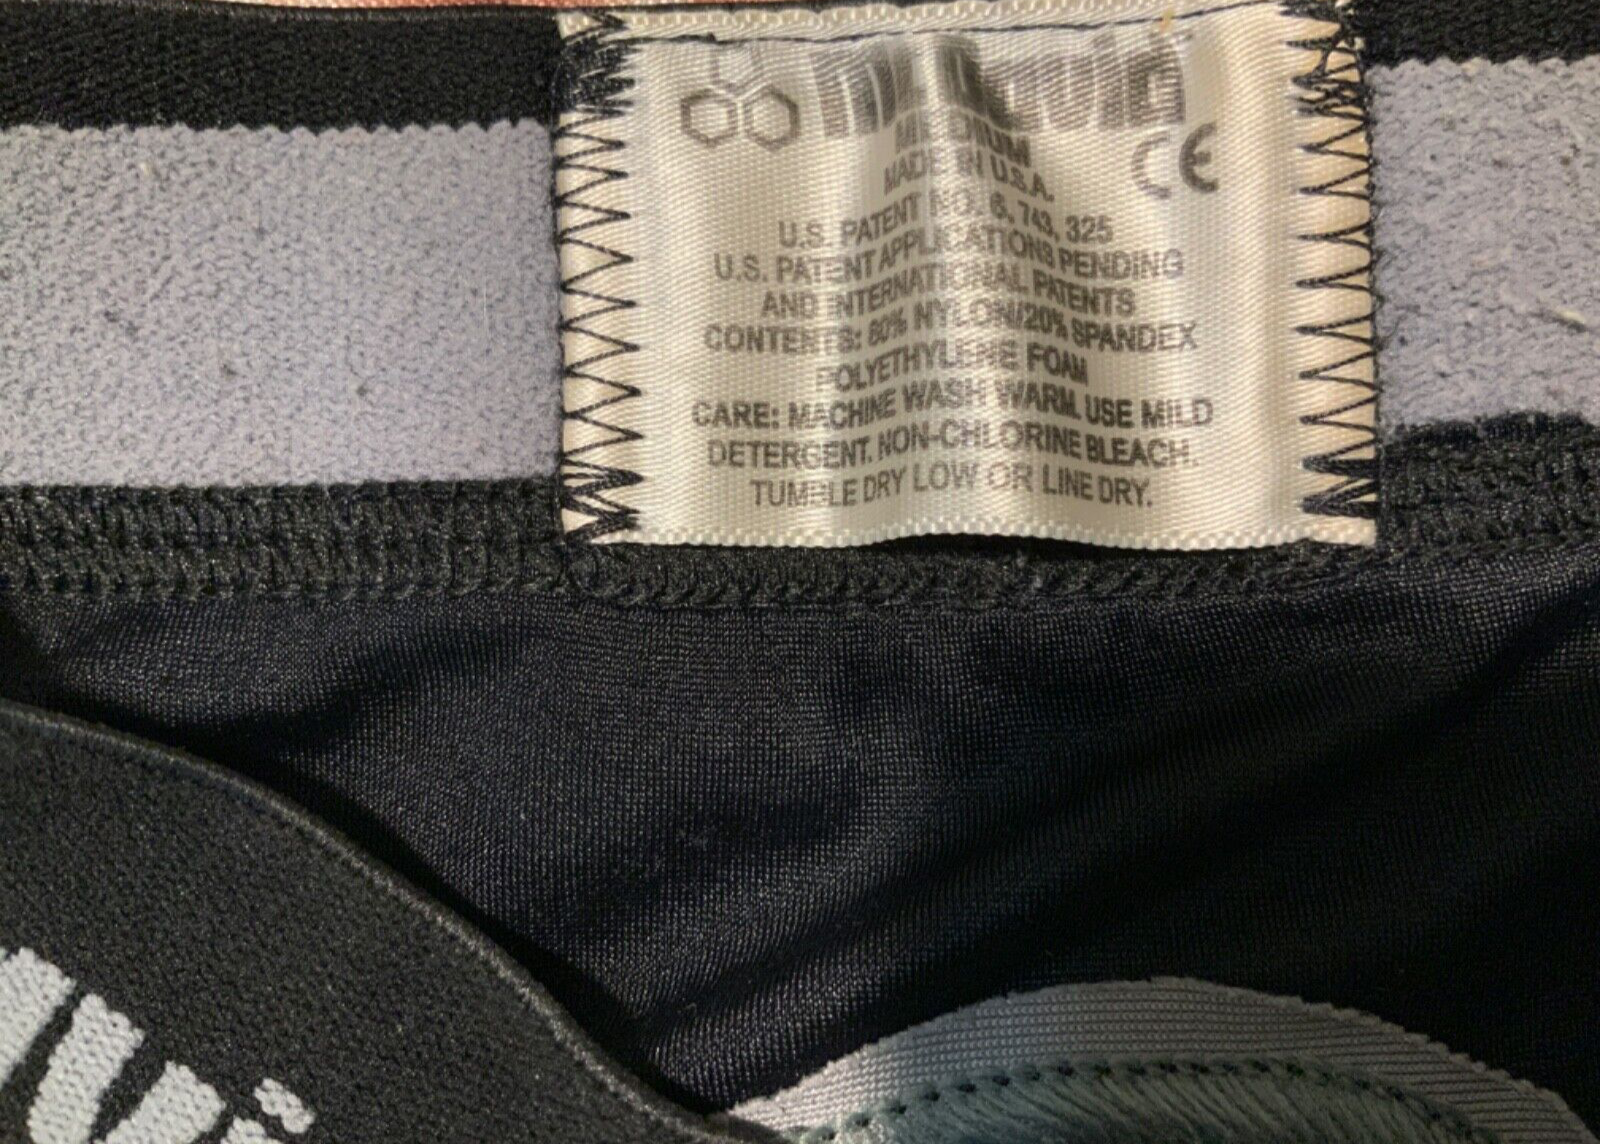 McDavid
MEDIUM
MADE IN U.S.A.
CE
U.S. PATENT NO. 6,743,325
U.S. PATENT APPLICATIONS PENDING
AND INTERNATIONAL PATENTS
CONTENTS: 80% NYLON/20% SPANDEX
POLYETHYLENE FOAM
CARE: MACHINE WASH WARM. USE MILD
DETERGENT. NON-CHLORINE BLEACH.
TUMBLE DRY LOW OR LINE DRY.